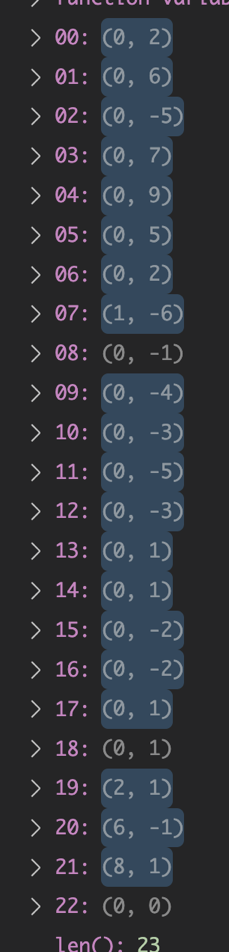 > function variab
> 00: (0, 2)
> 01: (0, 6)
> 02: (0, -5)
> 03: (0, 7)
> 04: (0, 9)
> 05: (0, 5)
> 06: (0, 2)
> 07: (1, -6)
> 08: (0, -1)
> 09: (0, -4)
> 10: (0, -3)
> 11: (0, -5)
> 12: (0, -3)
> 13: (0, 1)
> 14: (0, 1)
> 15: (0, -2)
> 16: (0, -2)
> 17: (0, 1)
> 18: (0, 1)
> 19: (2, 1)
> 20: (6, -1)
> 21: (8, 1)
> 22: (0, 0)
len(): 23